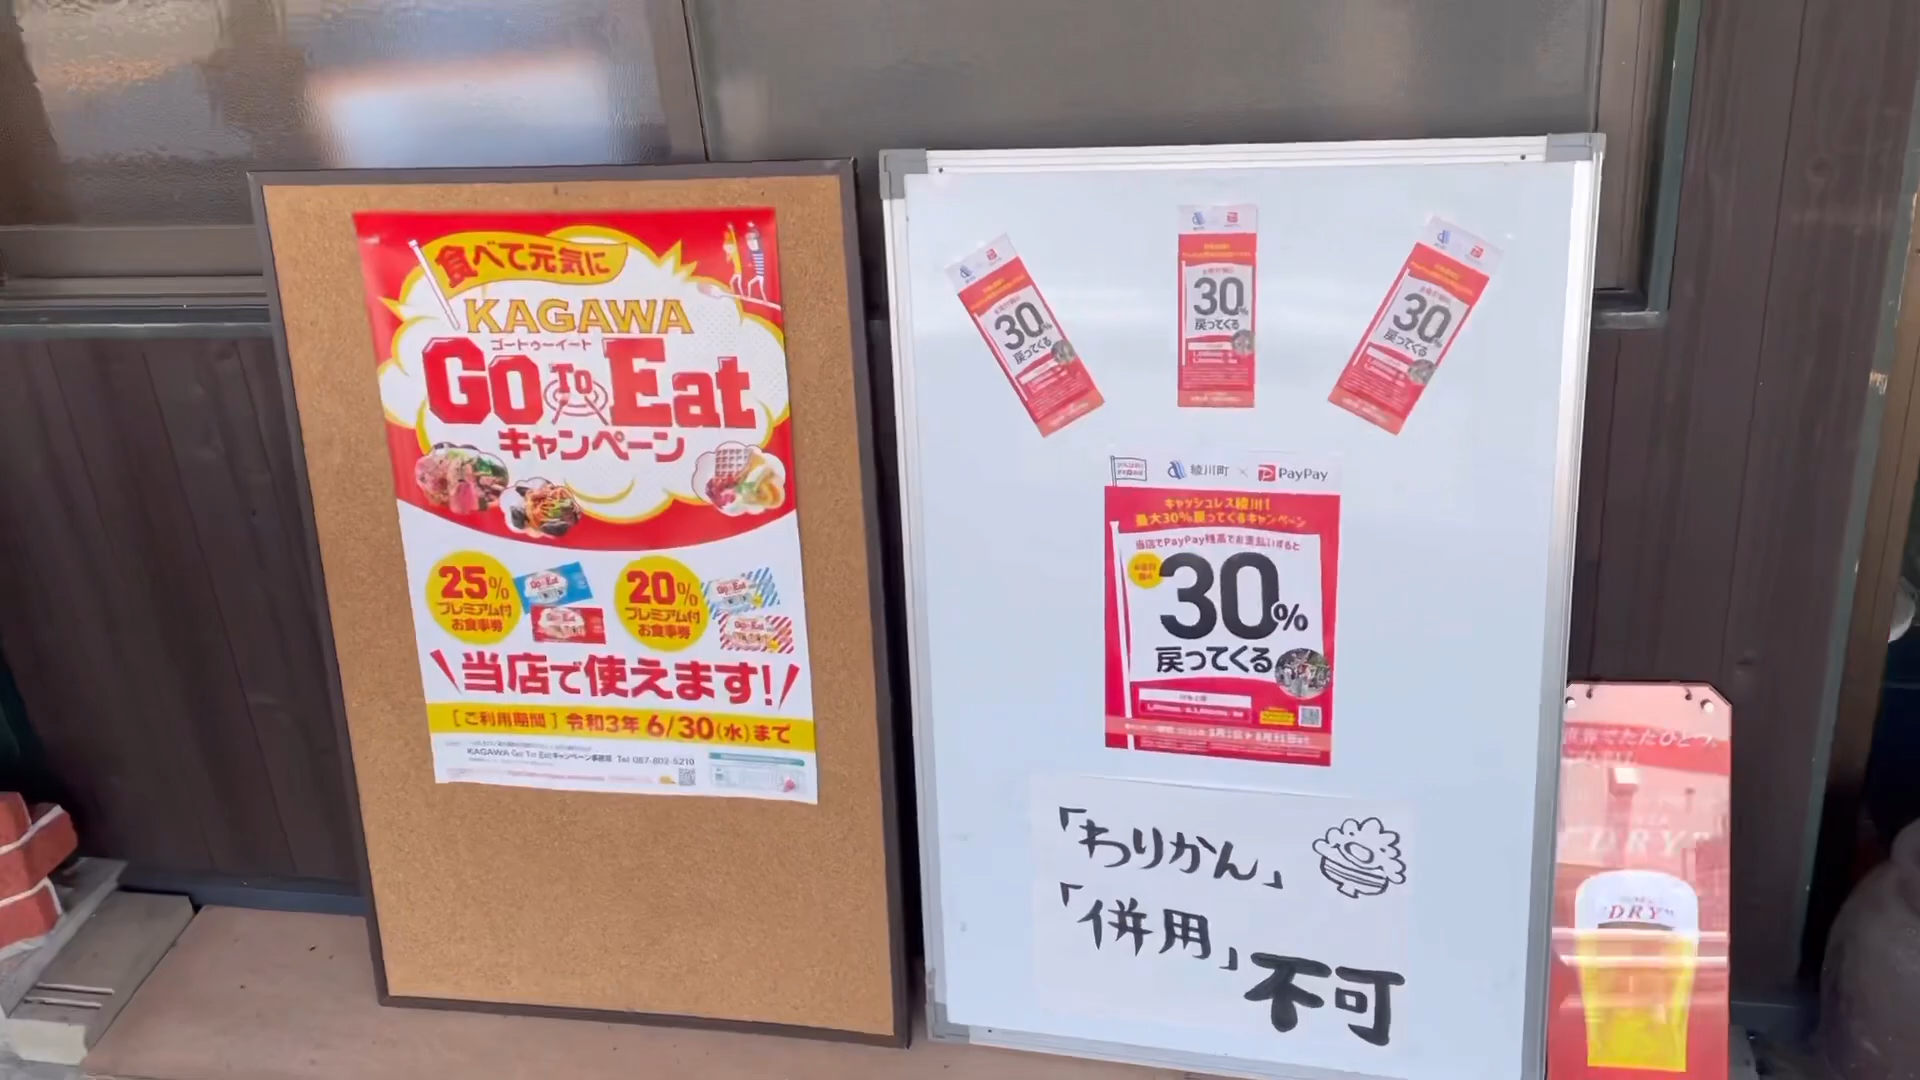 食べて元気に
KAGAWA
ゴートゥーイート
Go To Eat
キャンペーン
25%
プレミアム付
お食事券
20%
プレミアム付
お食事券
当店で使えます!
[ご利用期間] 令和3年 6/30(水)まで
KAGAWA Go To Eatキャンペーン事務局 Tel 087-802-5210
30%
戻ってくる
30%
戻ってくる
30%
戻ってくる
綾川町 × PayPay
キャッシュレス綾川!
最大30%戻ってくるキャンペーン
当店でPayPay残高でお支払いすると
30%
戻ってくる
「わりかん」
「併用」不可
"DRY"
"DRY"